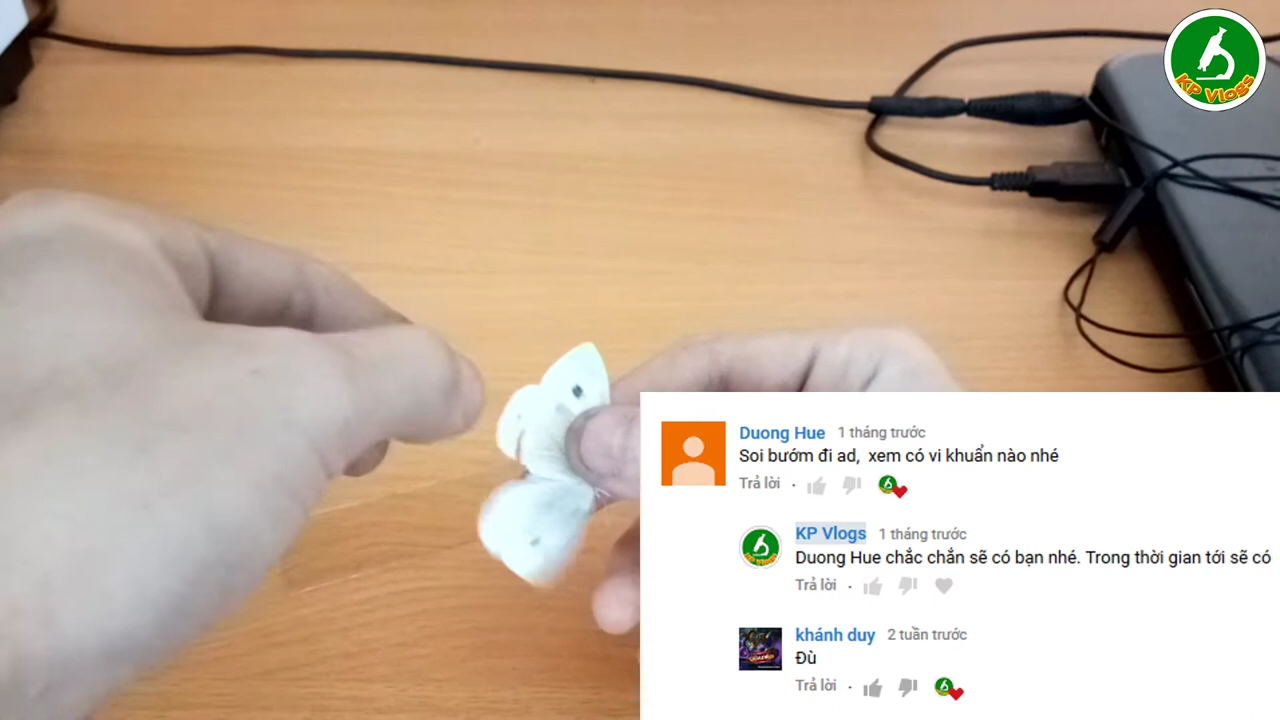 KP Vlogs
Duong Hue 1 tháng trước
Soi bướm đi ad, xem có vi khuẩn nào nhé
Trả lời
KP Vlogs 1 tháng trước
Duong Hue chắc chắn sẽ có bạn nhé. Trong thời gian tới sẽ có
Trả lời
khánh duy 2 tuần trước
Đù
Trả lời